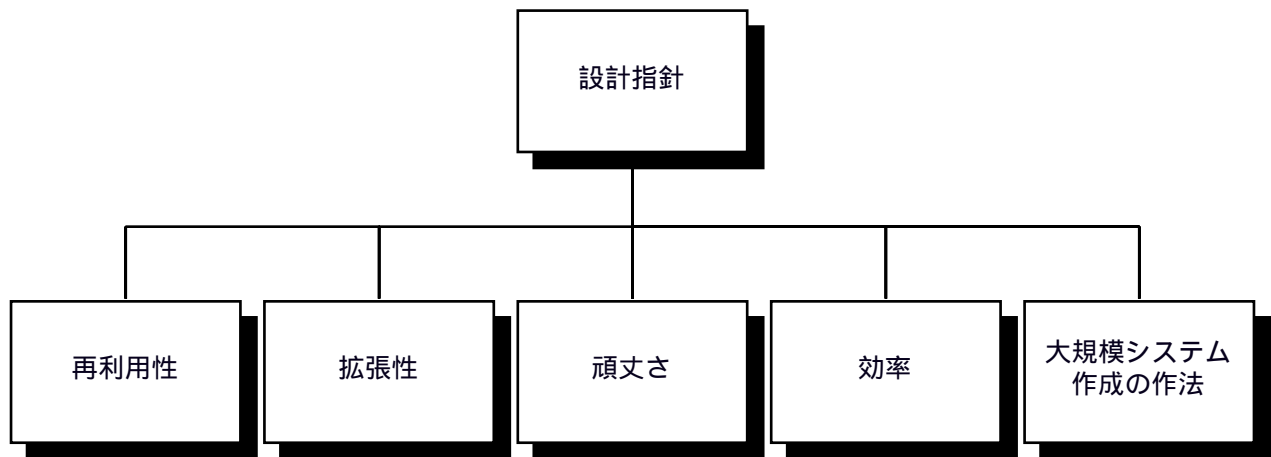 設計指針
再利用性
拡張性
頑丈さ
効率
大規模システム
作成の作法